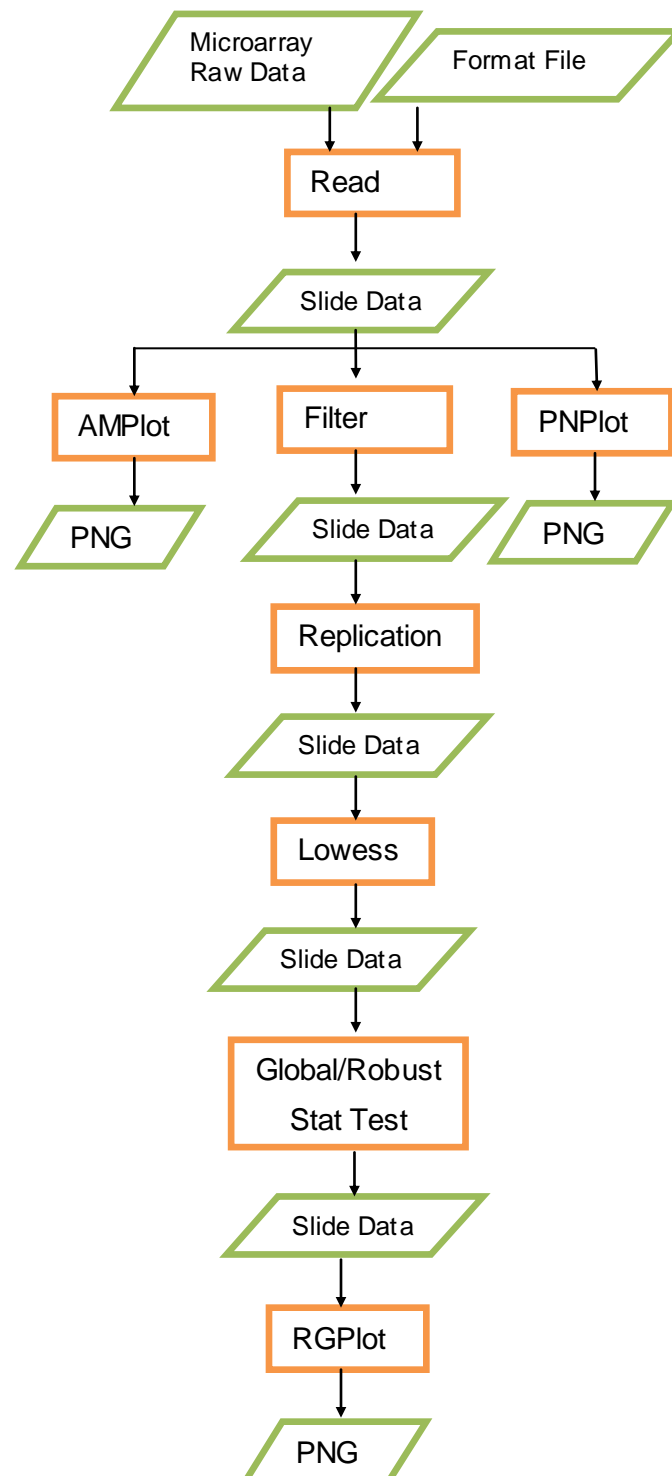 Microarray
Raw Data
Format File
Read
Slide Data
AMPlot
Filter
PNPlot
PNG
Slide Data
PNG
Replication
Slide Data
Lowess
Slide Data
Global/Robust
Stat Test
Slide Data
RGPlot
PNG